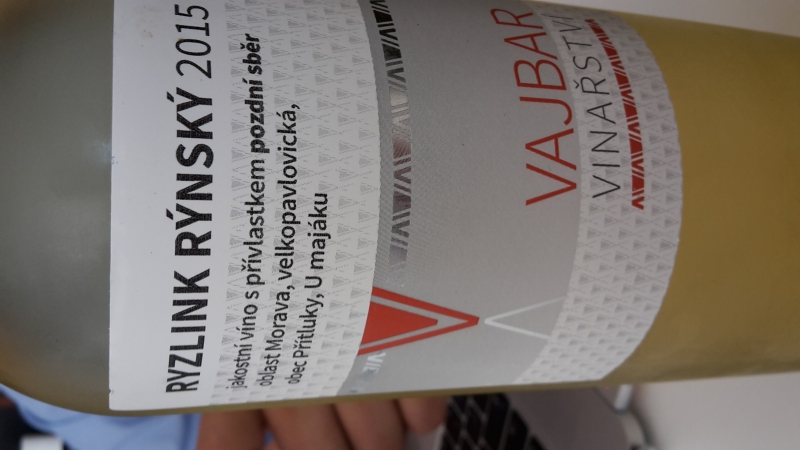 RYZLINK RÝNSKÝ 2015
jakostní víno s přívlastkem pozdní sběr
oblast Morava, velkopavlovická,
obec Přítluky, U majáku
VAJBAR
VINAŘSTVÍ